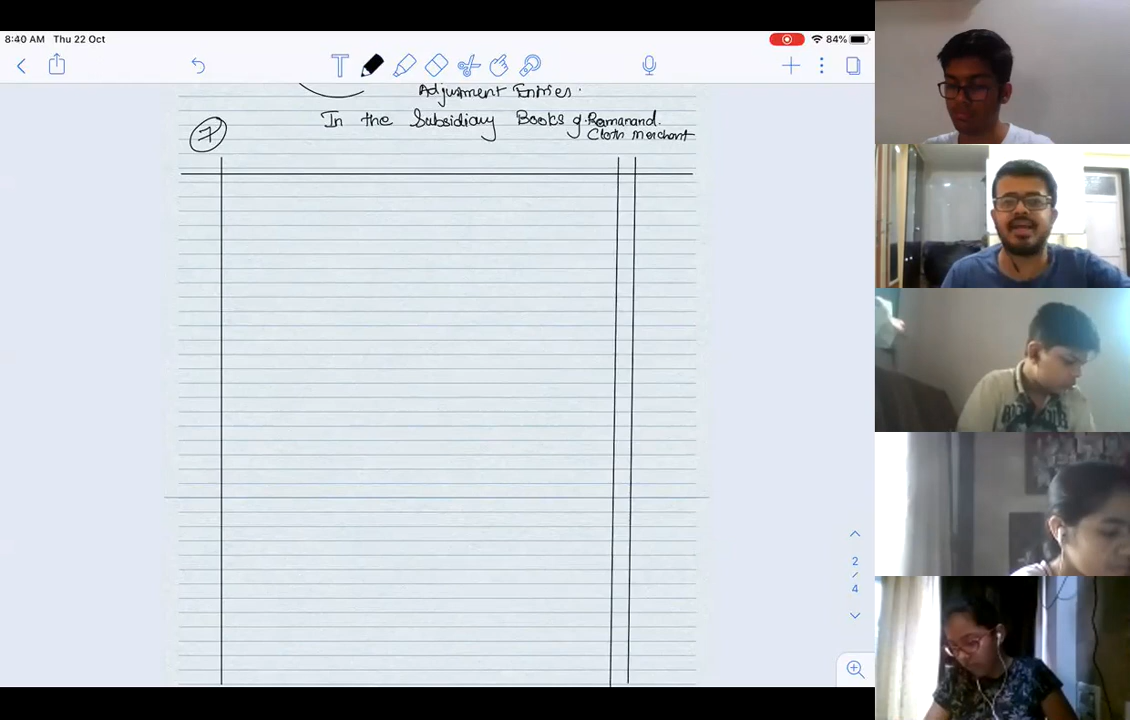 8:40 AM Thu 22 Oct
84%
T
Adjustment Entries.
In the Subsidiary Books of Ramanand.
Cloth Merchant
7
2
/
4